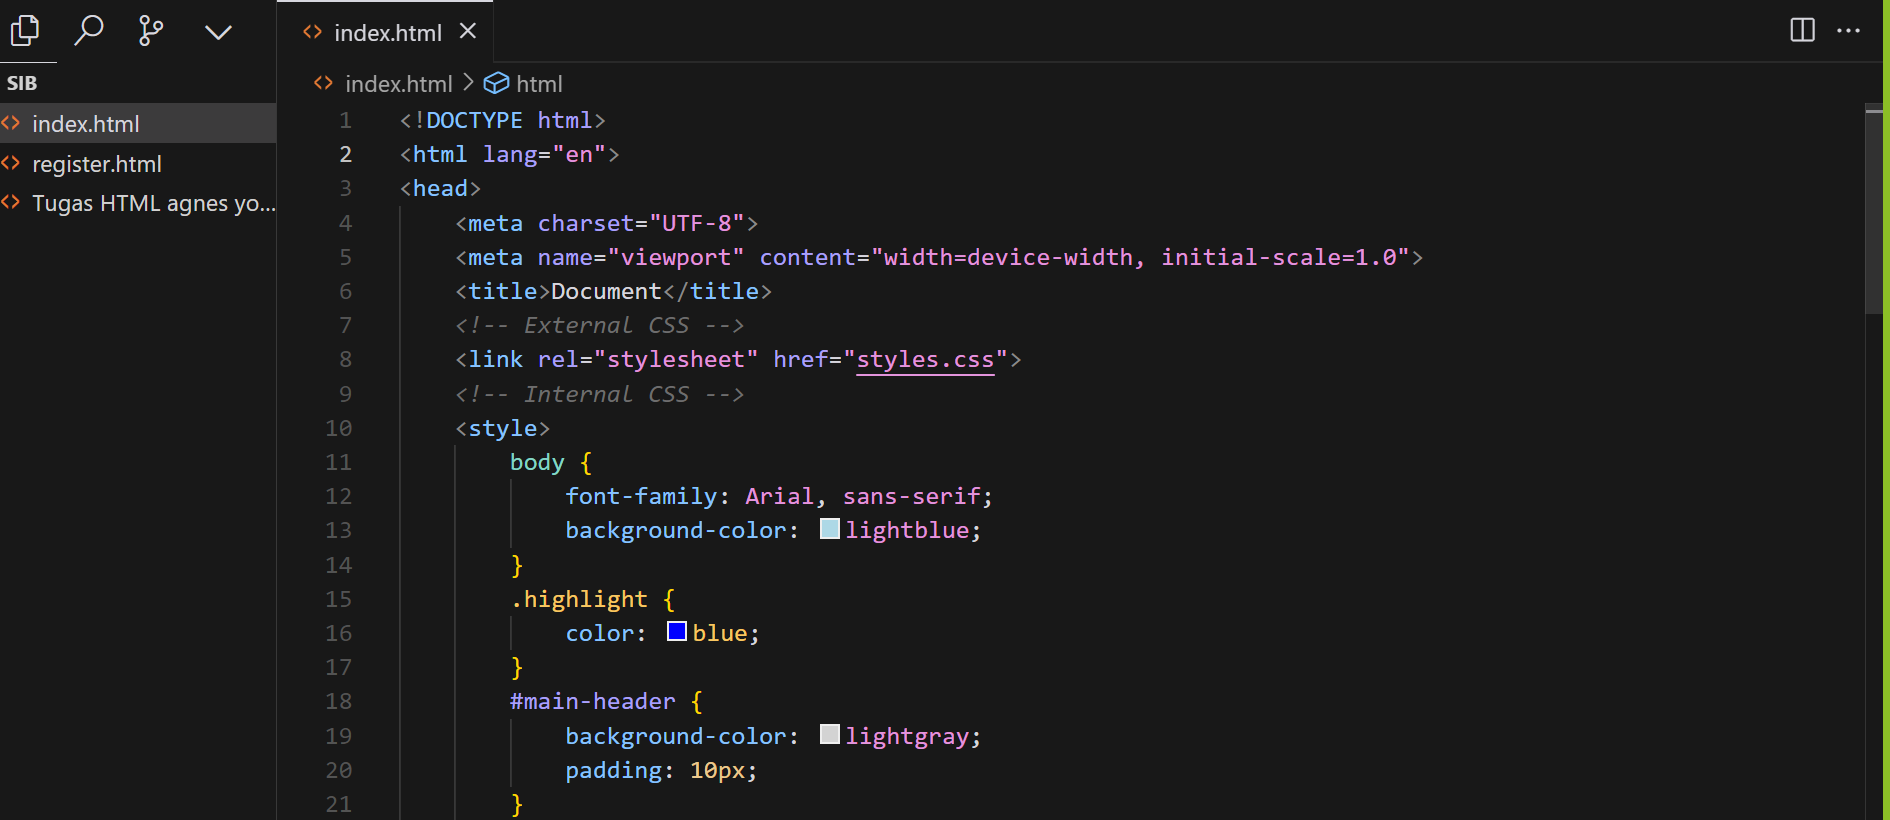 index.html
index.html > html
SIB
index.html
register.html
Tugas HTML agnes yo...
1 <!DOCTYPE html>
2 <html lang="en">
3 <head>
4     <meta charset="UTF-8">
5     <meta name="viewport" content="width=device-width, initial-scale=1.0">
6     <title>Document</title>
7     <!-- External CSS -->
8     <link rel="stylesheet" href="styles.css">
9     <!-- Internal CSS -->
10     <style>
11         body {
12             font-family: Arial, sans-serif;
13             background-color: lightblue;
14         }
15         .highlight {
16             color: blue;
17         }
18         #main-header {
19             background-color: lightgray;
20             padding: 10px;
21         }